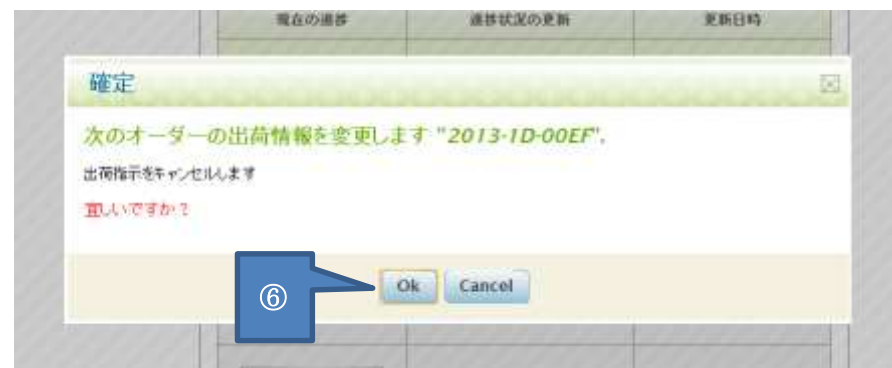 現在の進捗 進捗状況の更新 更新日時
確定
次のオーダーの出荷情報を変更します "2013-1D-00EF".
出荷指示をキャンセルします
宜しいですか？
⑥ Ok Cancel